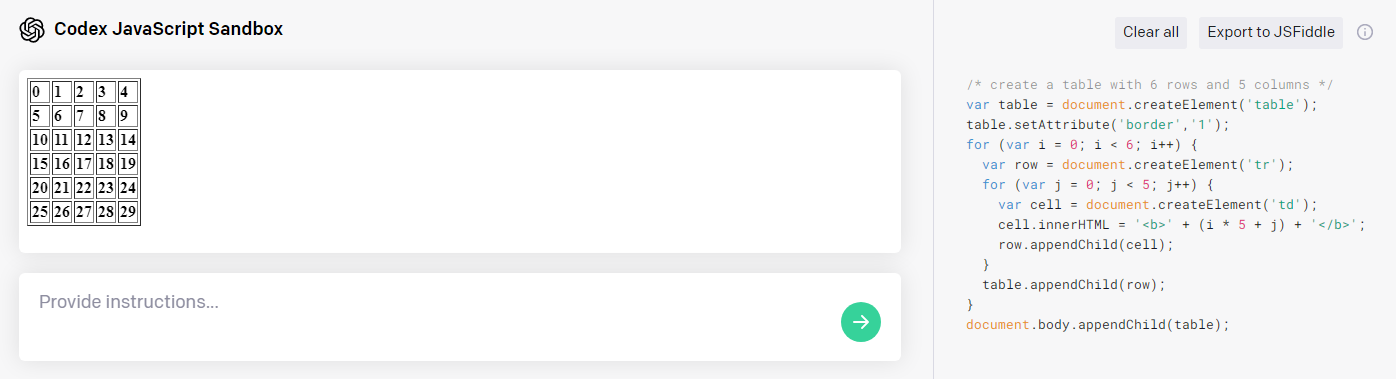 Codex JavaScript Sandbox
0 1 2 3 4
5 6 7 8 9
10 11 12 13 14
15 16 17 18 19
20 21 22 23 24
25 26 27 28 29
Provide instructions...
Clear all Export to JSFiddle
/* create a table with 6 rows and 5 columns */
var table = document.createElement('table');
table.setAttribute('border','1');
for (var i = 0; i < 6; i++) {
  var row = document.createElement('tr');
  for (var j = 0; j < 5; j++) {
    var cell = document.createElement('td');
    cell.innerHTML = '<b>' + (i * 5 + j) + '</b>';
    row.appendChild(cell);
  }
  table.appendChild(row);
}
document.body.appendChild(table);